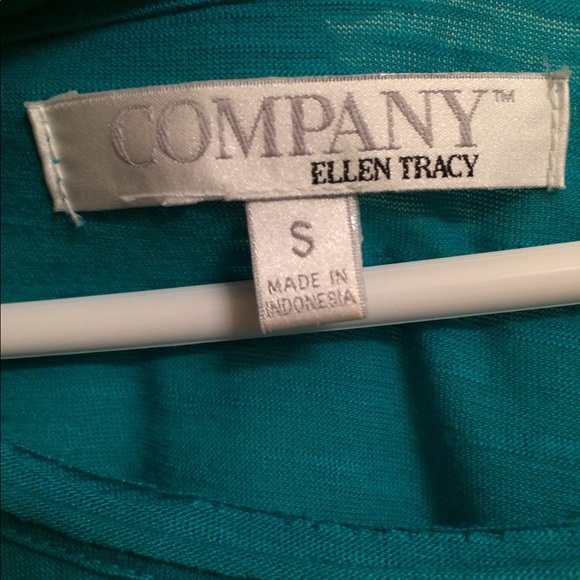 COMPANY™
ELLEN TRACY
S
MADE IN
INDONESIA